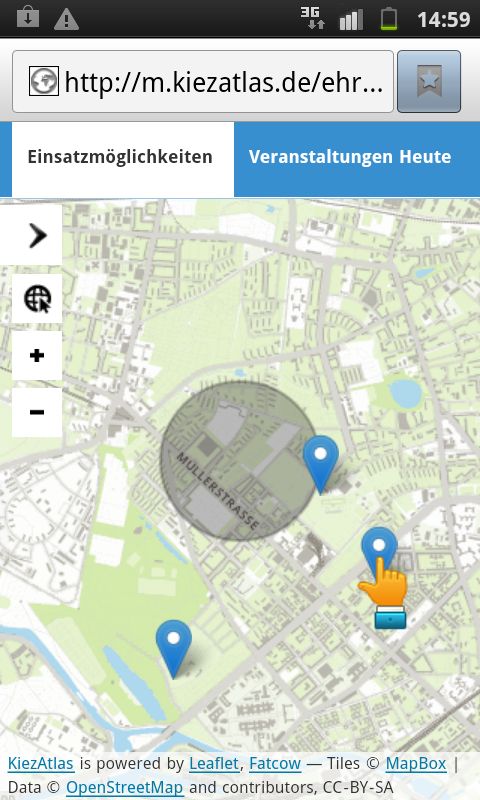 3G 14:59
http://m.kiezatlas.de/ehr...
Einsatzmöglichkeiten Veranstaltungen Heute
+
−
MÜLLERSTRASSE
KiezAtlas is powered by Leaflet, Fatcow — Tiles © MapBox |
Data © OpenStreetMap and contributors, CC-BY-SA